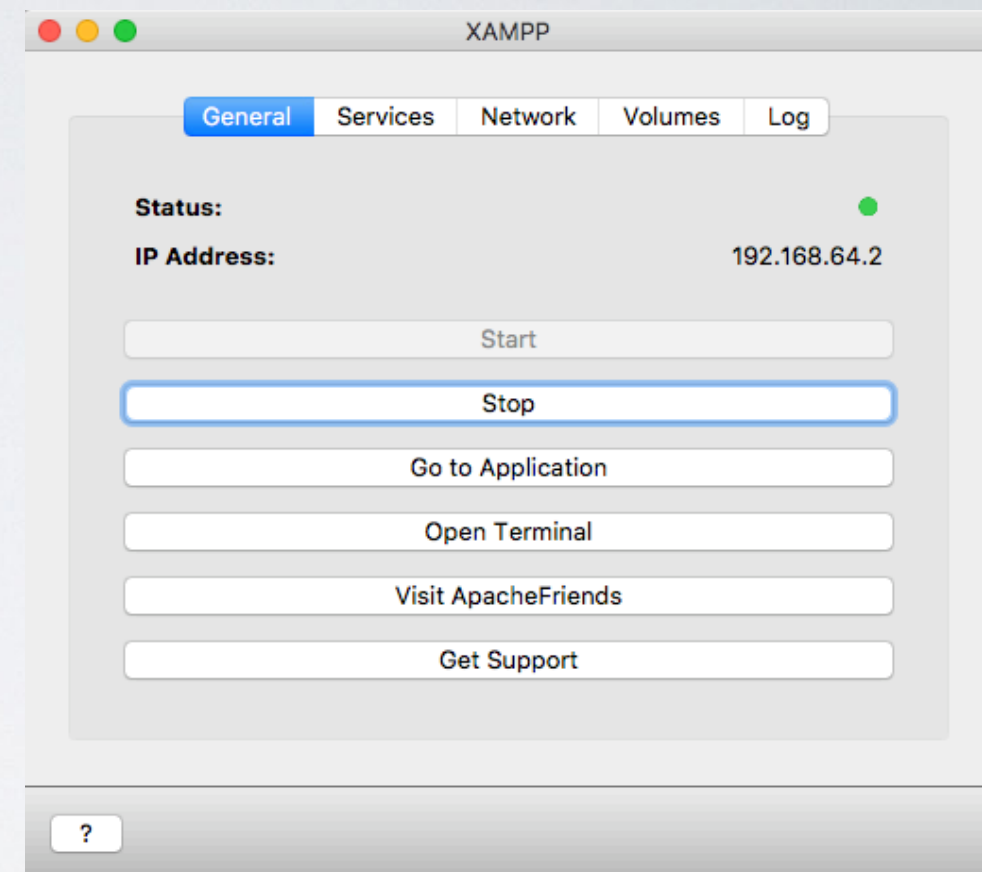 XAMPP
General Services Network Volumes Log
Status:
IP Address: 192.168.64.2
Start
Stop
Go to Application
Open Terminal
Visit ApacheFriends
Get Support
?